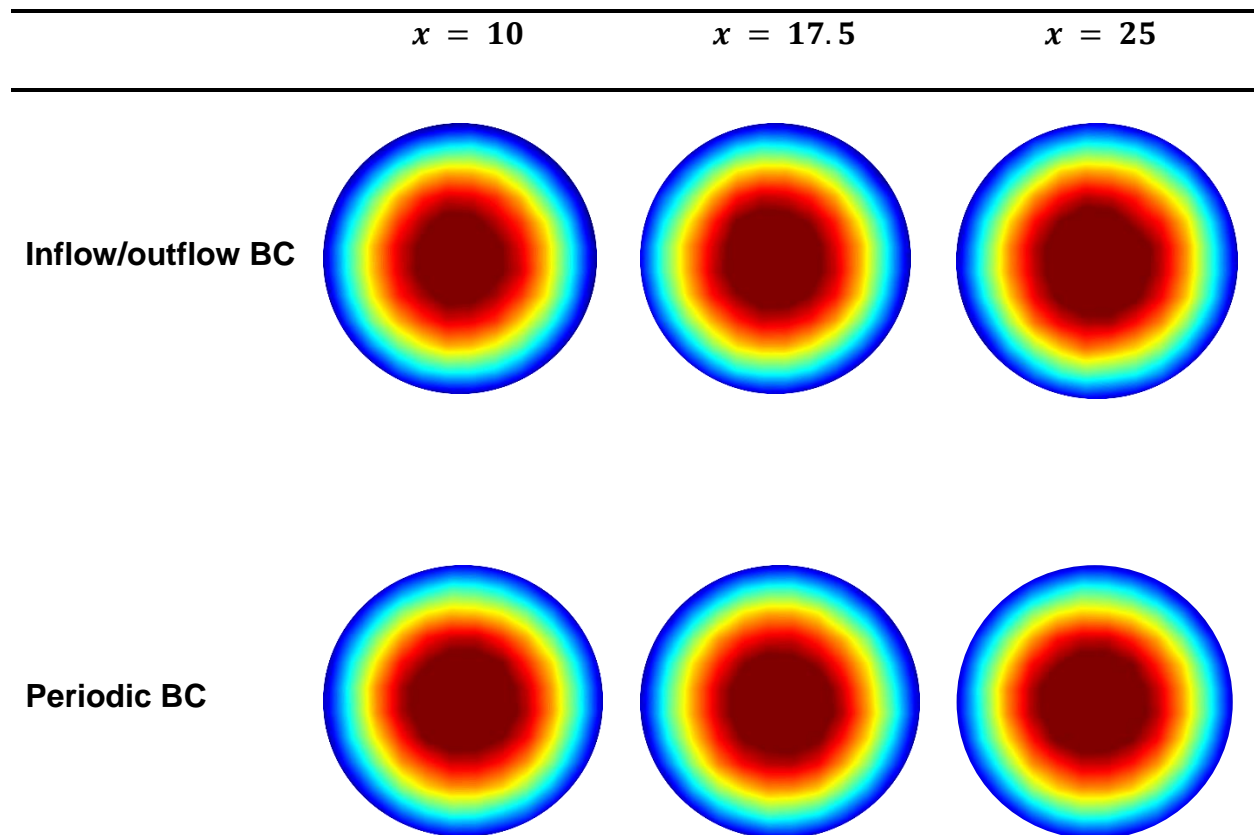 x = 10 x = 17.5 x = 25
Inflow/outflow BC
Periodic BC